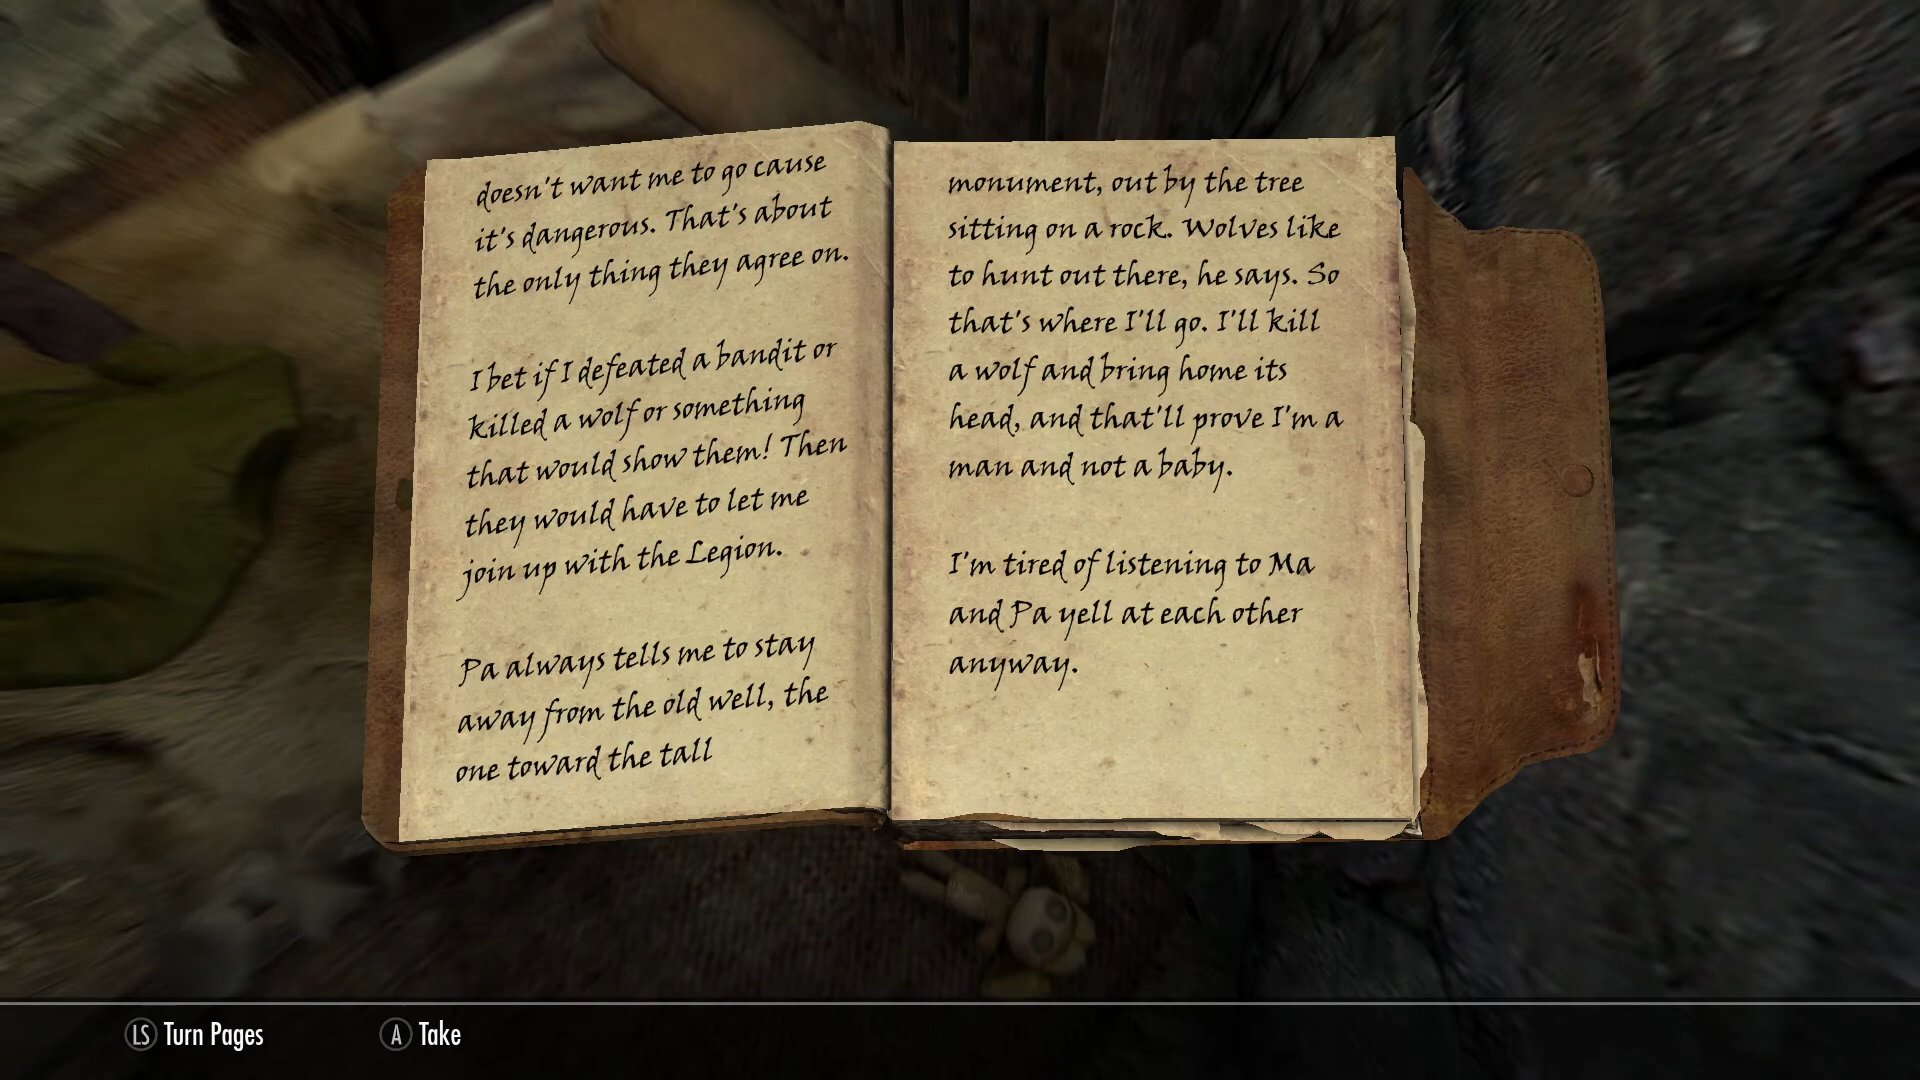 doesn't want me to go cause
it's dangerous. That's about
the only thing they agree on.
I bet if I defeated a bandit or
killed a wolf or something
that would show them! Then
they would have to let me
join up with the Legion.
Pa always tells me to stay
away from the old well, the
one toward the tall
monument, out by the tree
sitting on a rock. Wolves like
to hunt out there, he says. So
that's where I'll go. I'll kill
a wolf and bring home its
head, and that'll prove I'm a
man and not a baby.
I'm tired of listening to Ma
and Pa yell at each other
anyway.
LS Turn Pages
A Take